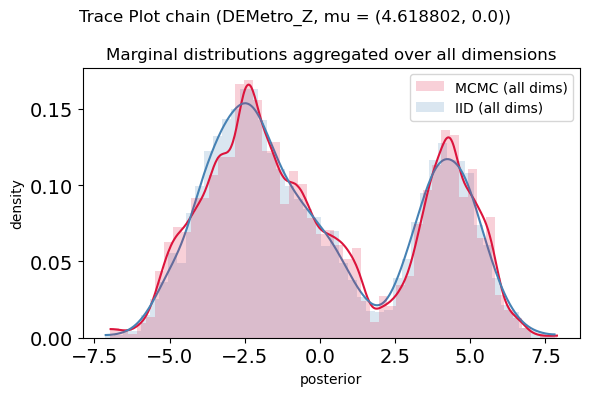 Trace Plot chain (DEMetro_Z, mu = (4.618802, 0.0))
Marginal distributions aggregated over all dimensions
MCMC (all dims)
IID (all dims)
density
0.15
0.10
0.05
0.00
−7.5 −5.0 −2.5 0.0 2.5 5.0 7.5
posterior